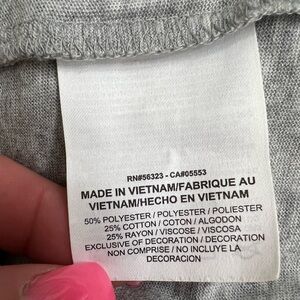 RN#56323 - CA#05553
MADE IN VIETNAM/FABRIQUE AU
VIETNAM/HECHO EN VIETNAM
50% POLYESTER / POLYESTER / POLIESTER
25% COTTON / COTON / ALGODON
25% RAYON / VISCOSE / VISCOSA
EXCLUSIVE OF DECORATION / DECORATION
NON COMPRISE / NO INCLUYE LA
DECORACION